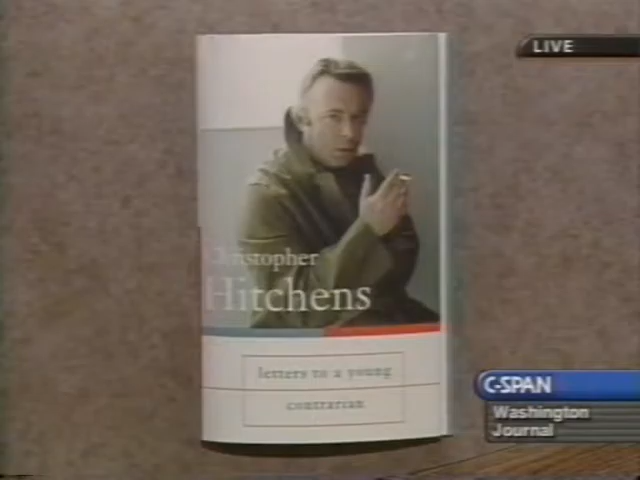 LIVE
Christopher
Hitchens
letters to a young
contrarian
C-SPAN
Washington
Journal